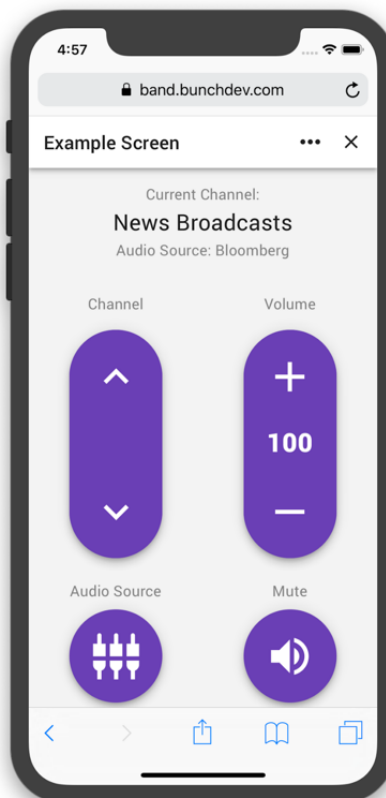 4:57
band.bunchdev.com
Example Screen
Current Channel:
News Broadcasts
Audio Source: Bloomberg
Channel Volume
100
Audio Source Mute